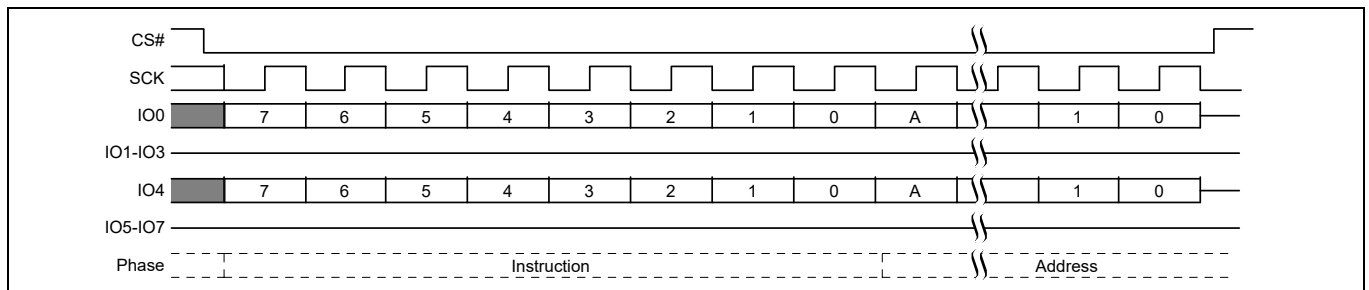 CS#
SCK
IO0 7 6 5 4 3 2 1 0 A 1 0
IO1-IO3
IO4 7 6 5 4 3 2 1 0 A 1 0
IO5-IO7
Phase Instruction Address